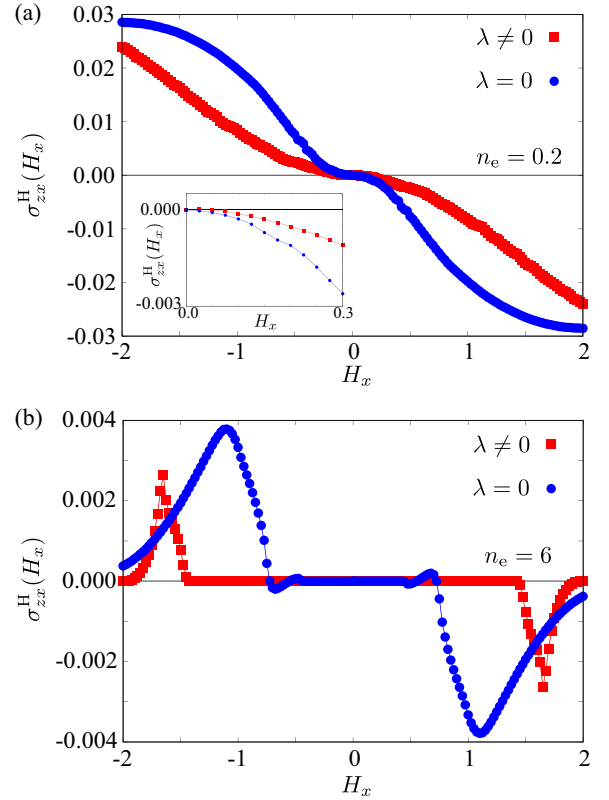 (a)
0.03
0.02
0.01
0.00
-0.01
-0.02
-0.03
σ^H_zx(H_x)
λ ≠ 0
λ = 0
n_e = 0.2
0.000
-0.003
σ^H_zx(H_x)
0.0
0.3
H_x
-2
-1
0
1
2
H_x
(b)
0.004
0.002
0.000
-0.002
-0.004
σ^H_zx(H_x)
λ ≠ 0
λ = 0
n_e = 6
-2
-1
0
1
2
H_x